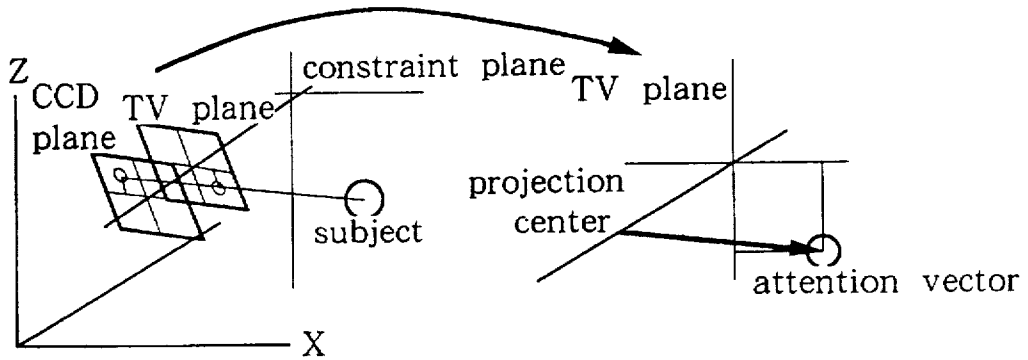 Z
CCD
plane
TV plane
constraint plane
TV plane
subject
X
projection
center
attention vector